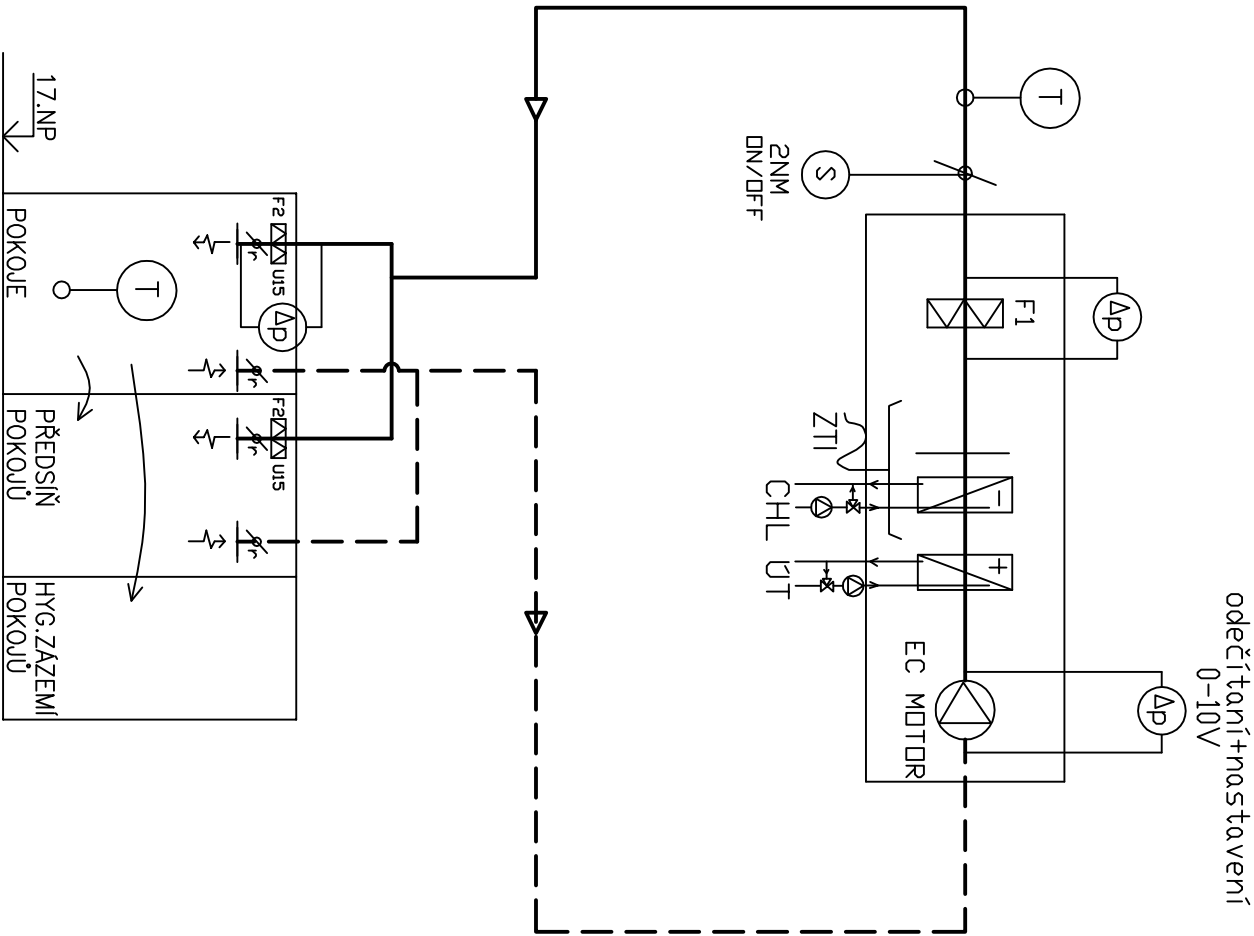 odečítaní+nastavení
0-10V
Δp
Δp
F1
T
S
2NM
ON/OFF
-
+
ZTI
CHL
ÚT
EC MOTOR
F2
U15
r
Δp
r
F2
U15
r
r
T
17.NP
POKOJE
PŘEDSÍŇ
POKOJŮ
HYG.ZÁZEMÍ
POKOJŮ